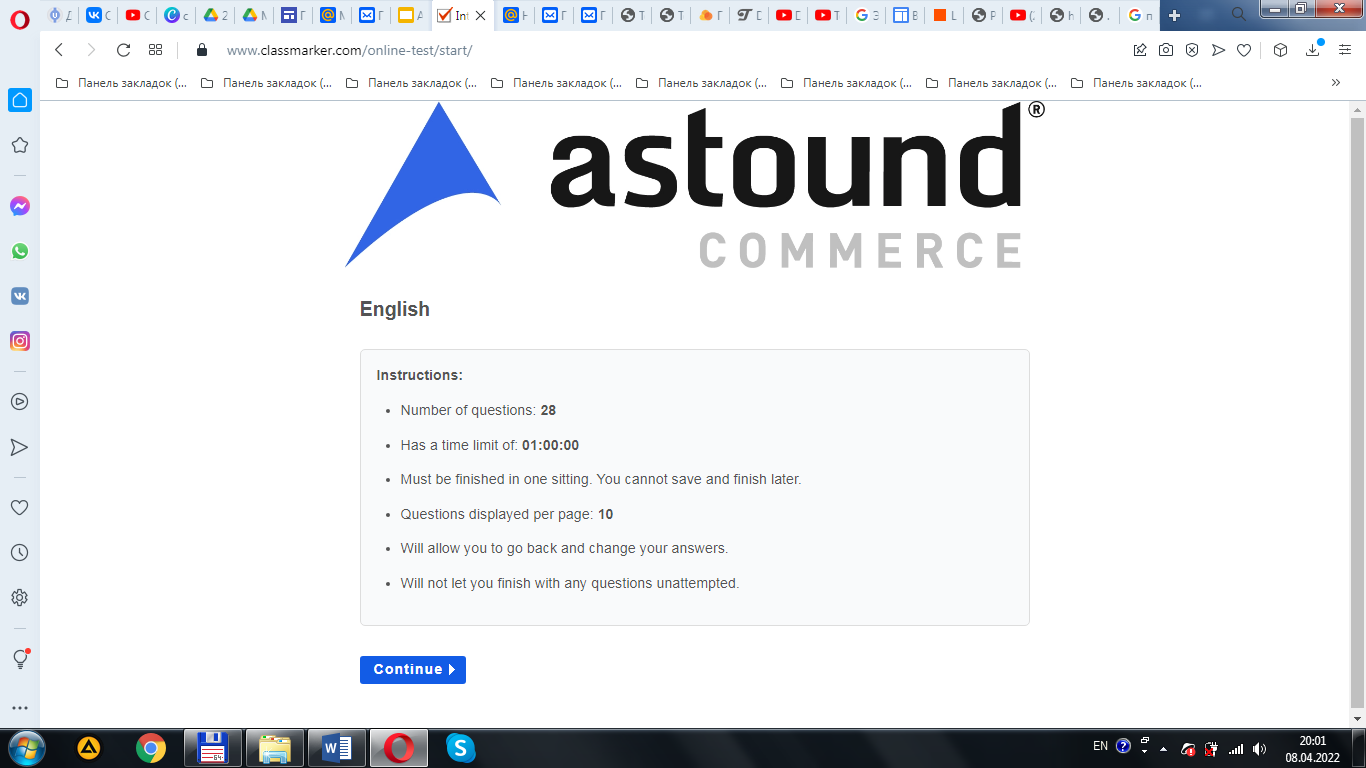 Int
www.classmarker.com/online-test/start/
Панель закладок (... Панель закладок (... Панель закладок (... Панель закладок (... Панель закладок (... Панель закладок (... Панель закладок (... Панель закладок (...
astound®
COMMERCE
English
Instructions:
Number of questions: 28
Has a time limit of: 01:00:00
Must be finished in one sitting. You cannot save and finish later.
Questions displayed per page: 10
Will allow you to go back and change your answers.
Will not let you finish with any questions unattempted.
Continue
EN
20:01
08.04.2022